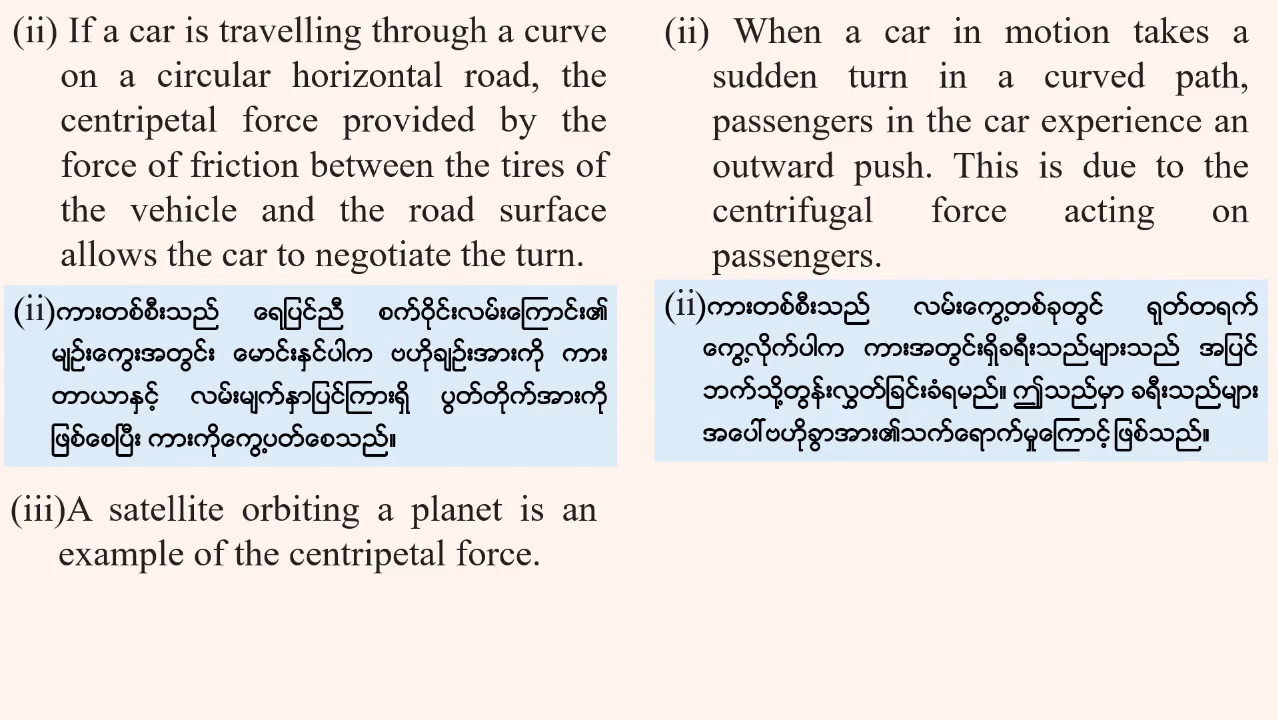 (ii) If a car is travelling through a curve
on a circular horizontal road, the
centripetal force provided by the
force of friction between the tires of
the vehicle and the road surface
allows the car to negotiate the turn.
(ii)ကားတစ်စီးသည် ရေပြင်ညီ စက်ဝိုင်းလမ်းကြောင်း၏
မျဉ်းကွေးအတွင်း မောင်းနှင်ပါက ဗဟိုချဉ်းအားကို ကား
တာယာနှင့် လမ်းမျက်နှာပြင်ကြားရှိ ပွတ်တိုက်အားကို
ဖြစ်စေပြီး ကားကိုကွေ့ပတ်စေသည်။
(iii)A satellite orbiting a planet is an
example of the centripetal force.
(ii) When a car in motion takes a
sudden turn in a curved path,
passengers in the car experience an
outward push. This is due to the
centrifugal force acting on
passengers.
(ii)ကားတစ်စီးသည် လမ်းကွေ့တစ်ခုတွင် ရုတ်တရက်
ကွေ့လိုက်ပါက ကားအတွင်းရှိခရီးသည်များသည် အပြင်
ဘက်သို့တွန်းလွှတ်ခြင်းခံရမည်။ ဤသည်မှာ ခရီးသည်များ
အပေါ်ဗဟိုခွာအား၏သက်ရောက်မှုကြောင့်ဖြစ်သည်။